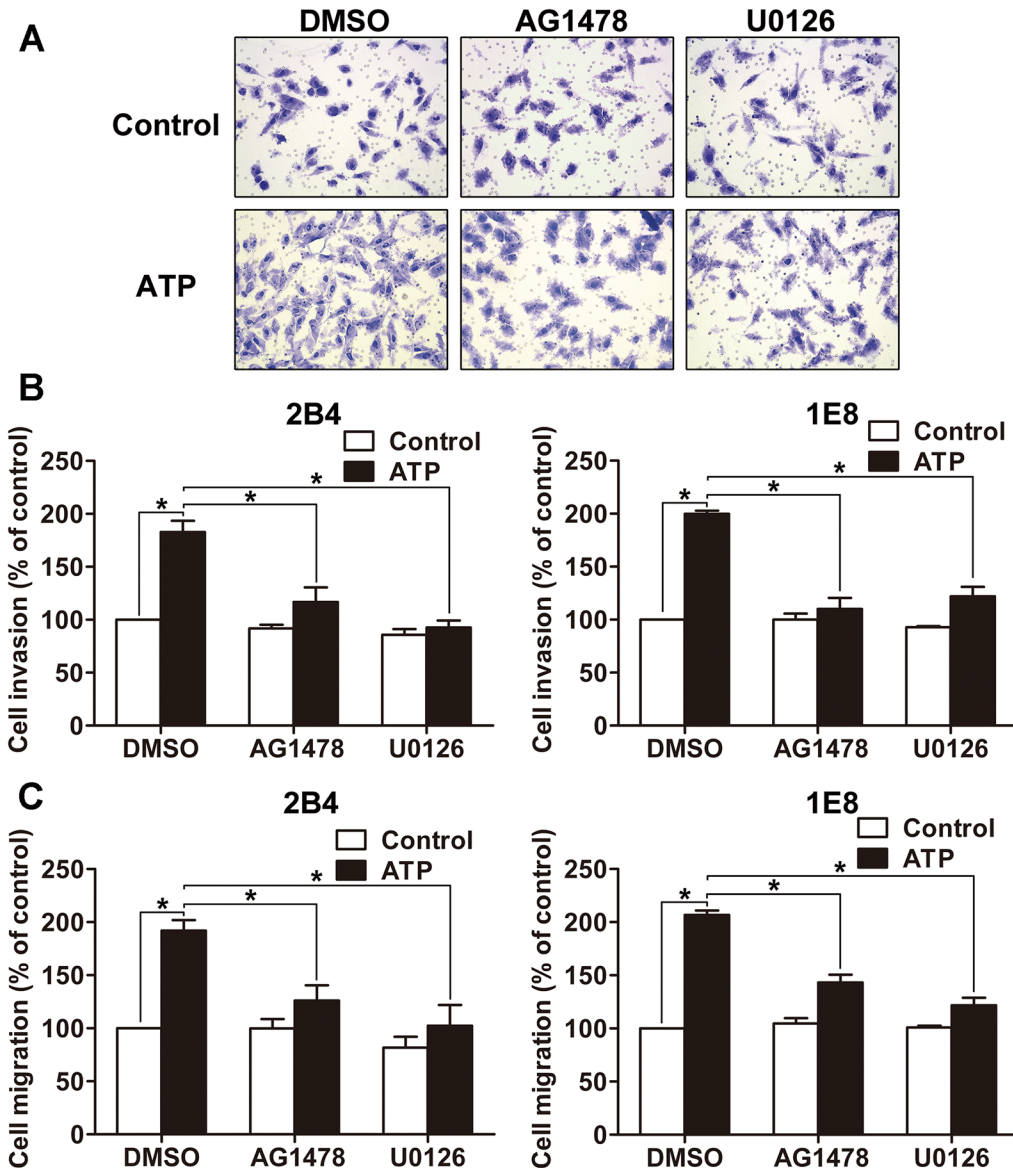 A
DMSO AG1478 U0126
Control
ATP
B
2B4
Control
ATP
Cell invasion (% of control)
250
200
150
100
50
0
* * *
DMSO AG1478 U0126
1E8
Control
ATP
Cell invasion (% of control)
250
200
150
100
50
0
* * *
DMSO AG1478 U0126
C
2B4
Control
ATP
Cell migration (% of control)
250
200
150
100
50
0
* * *
DMSO AG1478 U0126
1E8
Control
ATP
Cell migration (% of control)
250
200
150
100
50
0
* * *
DMSO AG1478 U0126